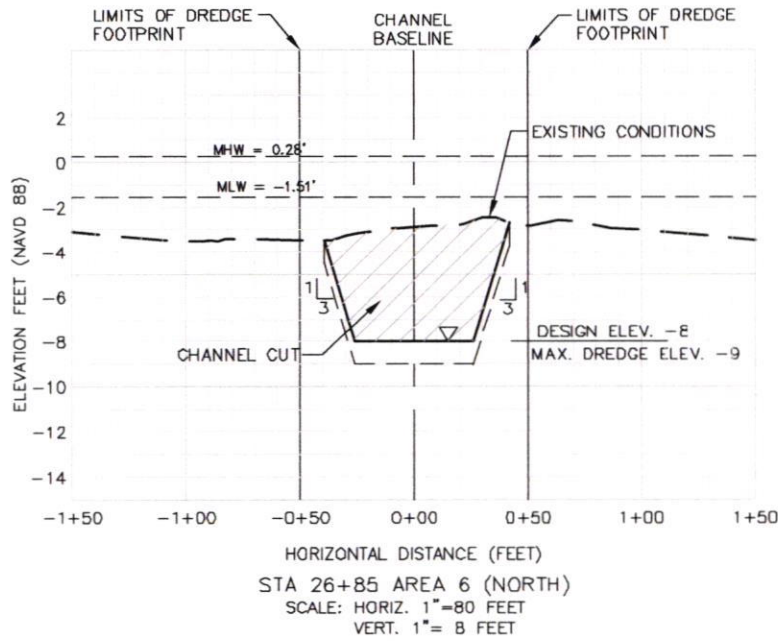 LIMITS OF DREDGE
FOOTPRINT
CHANNEL
BASELINE
LIMITS OF DREDGE
FOOTPRINT
EXISTING CONDITIONS
MHW = 0.28'
MLW = -1.51'
ELEVATION FEET (NAVD 88)
2
0
-2
-4
-6
-8
-10
-12
-14
1
3
1
3
CHANNEL CUT
DESIGN ELEV. -8
MAX. DREDGE ELEV. -9
-1+50
-1+00
-0+50
0+00
0+50
1+00
1+50
HORIZONTAL DISTANCE (FEET)
STA 26+85 AREA 6 (NORTH)
SCALE: HORIZ. 1"=80 FEET
VERT. 1"= 8 FEET